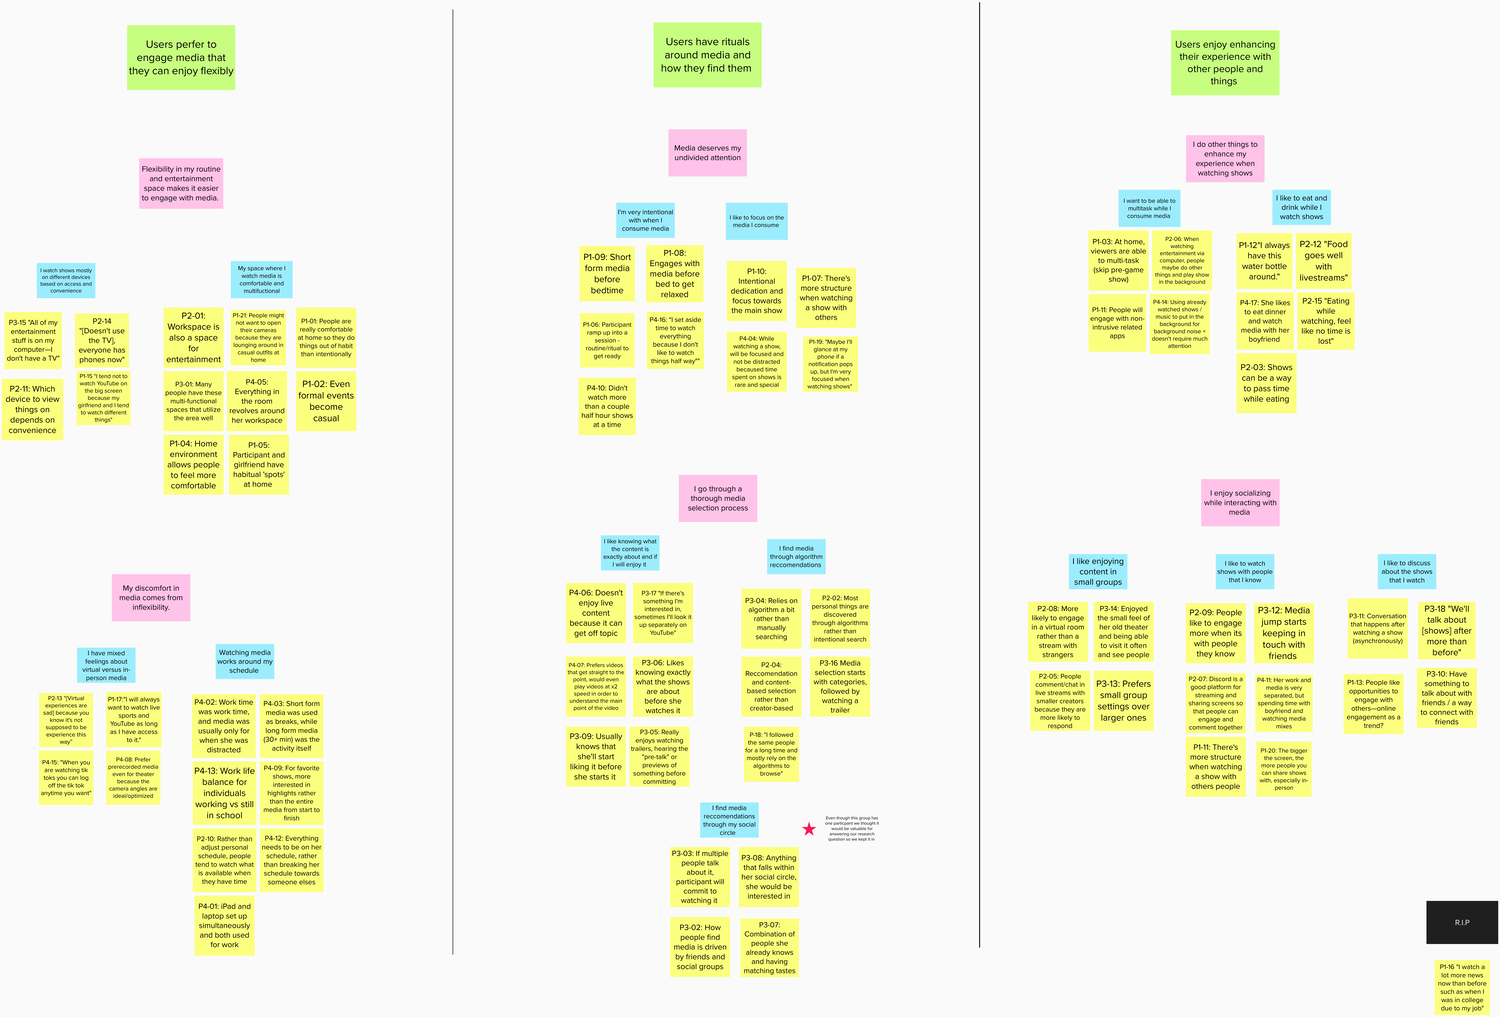 Users perfer to
engage media that
they can enjoy flexibly
Flexibility in my routine
and entertainment
space makes it easier
to engage with media.
I watch shows mostly
on different devices
based on access and
convenience
P3-15 "All of my
entertainment
stuff is on my
computer—I
don't have a TV"
P2-14
"[Doesn't use
the TV],
everyone has
phones now"
P2-11: Which
device to view
things on
depends on
convenience
P1-15 "I tend not to
watch YouTube on
the big screen
because my
girlfriend and I tend
to watch different
things"
My space where I
watch media is
comfortable and
multifuctional
P2-01:
Workspace is
also a space
for
entertainment
P1-21: People might
not want to open
their cameras
because they are
lounging around in
casual outfits at
home
P1-01: People are
really comfortable
at home so they do
things out of habit
than intentionally
P3-01: Many
people have these
multi-functional
spaces that utilize
the area well
P4-05:
Everything in
the room
revolves around
her workspace
P1-02: Even
formal events
become
casual
P1-04: Home
environment
allows people
to feel more
comfortable
P1-05:
Participant and
girlfriend have
habitual 'spots'
at home
My discomfort in
media comes from
inflexibility.
I have mixed
feelings about
virtual versus in-
person media
P2-13 "[Virtual
experiences are
sad] because you
know it's not
supposed to be
experience this
way"
P1-17:"I will always
want to watch live
sports and
YouTube as long
as I have access
to it."
P4-15: "When you
are watching tik
toks you can log
off the tik tok
anytime you want"
P4-08: Prefer
prerecorded media
even for theater
because the
camera angles are
ideal/optimized
Watching media
works around my
schedule
P4-02: Work time
was work time,
and media was
usually only for
when she was
distracted
P4-03: Short form
media was used
as breaks, while
long form media
(30+ min) was the
activity itself
P4-13: Work life
balance for
individuals
working vs still
in school
P4-09: For favorite
shows, more
interested in
highlights rather
than the entire
media from start to
finish
P2-10: Rather than
adjust personal
schedule, people
tend to watch what
is available when
they have time
P4-12: Everything
needs to be on her
schedule, rather
than breaking her
schedule towards
someone elses
P4-01: iPad and
laptop set up
simultaneously
and both used
for work
Users have rituals
around media and
how they find them
Media deserves my
undivided attention
I'm very intentional
with when I
consume media
P1-09: Short
form media
before
bedtime
P1-08:
Engages with
media before
bed to get
relaxed
P1-06: Participant
ramp up into a
session -
routine/ritual to
get ready
P4-16: "I set aside
time to watch
everything
because I don't
like to watch
things half way""
P4-10: Didn't
watch more
than a couple
half hour shows
at a time
I like to focus on the
media I consume
P1-10:
Intentional
dedication and
focus towards
the main show
P1-07: There's
more structure
when watching
a show with
others
P4-04: While
watching a show,
will be focused and
not be distracted
becaused time
spent on shows is
rare and special
P1-19: "Maybe I'll
glance at my
phone if a
notification pops
up, but I'm very
focused when
watching shows"
I go through a
thorough media
selection process
I like knowing what
the content is
exactly about and if
I will enjoy it
P4-06: Doesn't
enjoy live
content
because it can
get off topic
P3-17 "If there's
something I'm
interested in,
sometimes I'll look
it up separately on
YouTube"
P4-07: Prefers videos
that get straight to the
point, would even
play videos at x2
speed in order to
understand the main
point of the video
P3-06: Likes
knowing exactly
what the shows
are about
before she
watches it
P3-09: Usually
knows that
she'll start
liking it before
she starts it
P3-05: Really
enjoys watching
trailers, hearing the
"pre-talk" or
previews of
something before
committing
I find media
through algorithm
reccomendations
P3-04: Relies on
algorithm a bit
rather than
manually
searching
P2-02: Most
personal things are
discovered
through algorithms
rather than
intentional search
P2-04:
Reccomendation
and content-
based selection
rather than
creator-based
P3-16 Media
selection starts
with categories,
followed by
watching a
trailer
P-18: "I followed
the same people
for a long time and
mostly rely on the
algorithms to
browse"
I find media
reccomendations
through my social
circle
Even though this group has
one particpant we thought it
would be valuable for
answering our research
question so we kept it in
P3-03: If multiple
people talk
about it,
participant will
commit to
watching it
P3-08: Anything
that falls within
her social circle,
she would be
interested in
P3-02: How
people find
media is driven
by friends and
social groups
P3-07:
Combination of
people she
already knows
and having
matching tastes
Users enjoy enhancing
their experience with
other people and
things
I do other things to
enhance my
experience when
watching shows
I want to be able to
multitask while I
consume media
P1-03: At home,
viewers are able
to multi-task
(skip pre-game
show)
P2-06: When
watching
entertainment via
computer, people
maybe do other
things and play show
in the background
P1-11: People will
engage with non-
intrusive related
apps
P4-14: Using already
watched shows /
music to put in the
background for
background noise +
doesn't require much
attention
I like to eat and
drink while I
watch shows
P1-12"I always
have this
water bottle
around."
P2-12 "Food
goes well
with
livestreams"
P4-17: She likes
to eat dinner
and watch
media with her
boyfriend
P2-15 "Eating
while
watching, feel
like no time is
lost"
P2-03: Shows
can be a way
to pass time
while eating
I enjoy socializing
while interacting with
media
I like enjoying
content in
small groups
P2-08: More
likely to engage
in a virtual room
rather than a
stream with
strangers
P3-14: Enjoyed
the small feel of
her old theater
and being able
to visit it often
and see people
P2-05: People
comment/chat in
live streams with
smaller creators
because they are
more likely to
respond
P3-13: Prefers
small group
settings over
larger ones
I like to watch
shows with people
that I know
P2-09: People
like to engage
more when its
with people
they know
P3-12: Media
jump starts
keeping in
touch with
friends
P2-07: Discord is a
good platform for
streaming and
sharing screens so
that people can
engage and
comment together
P4-11: Her work and
media is very
separated, but
spending time with
boyfriend and
watching media
mixes
P1-11: There's
more structure
when watching
a show with
others people
P1-20: The bigger
the screen, the
more people you
can share shows
with, especially in-
person
I like to discuss
about the shows
that I watch
P3-11: Conversation
that happens after
watching a show
(asynchronously)
P3-18 "We'll
talk about
[shows] after
more than
before"
P1-13: People like
opportunities to
engage with
others—online
engagement as a
trend?
P3-10: Have
something to
talk about with
friends / a way
to connect with
friends
R.I.P
P1-16 "I watch a
lot more news
now than before
such as when I
was in college
due to my job"